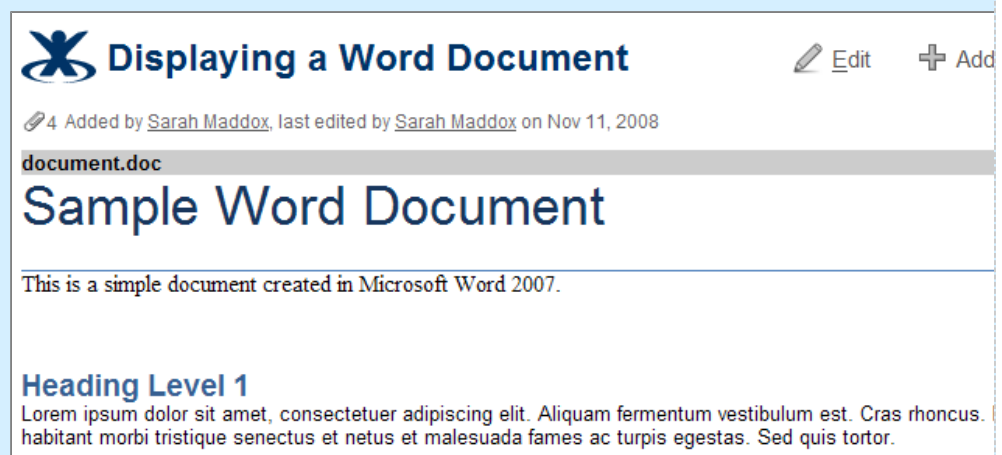 Displaying a Word Document
Edit
Add
4 Added by Sarah Maddox, last edited by Sarah Maddox on Nov 11, 2008
document.doc
Sample Word Document
This is a simple document created in Microsoft Word 2007.
Heading Level 1
Lorem ipsum dolor sit amet, consectetuer adipiscing elit. Aliquam fermentum vestibulum est. Cras rhoncus.
habitant morbi tristique senectus et netus et malesuada fames ac turpis egestas. Sed quis tortor.